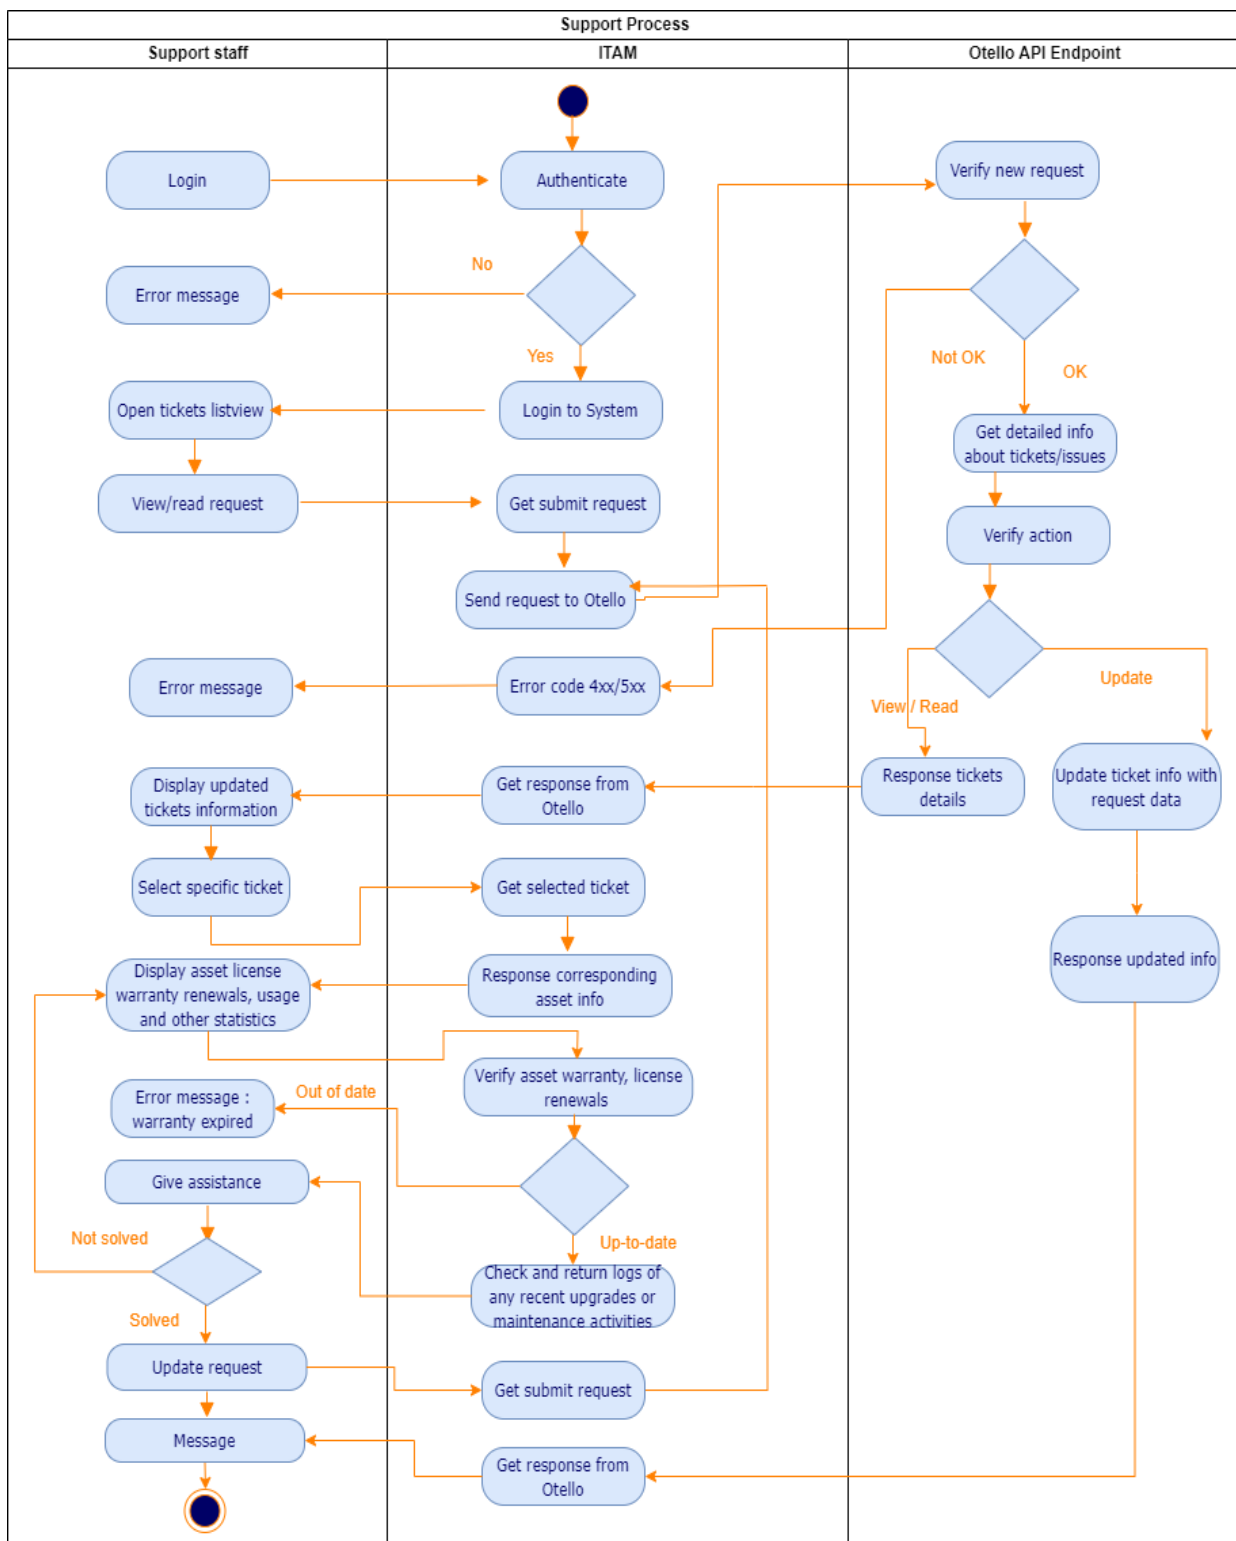 Support Process
Support staff
ITAM
Otello API Endpoint
Login
Authenticate
Verify new request
No
Error message
Yes
Not OK
OK
Open tickets listview
Login to System
Get detailed info
about tickets/issues
View/read request
Get submit request
Verify action
Send request to Otello
Error message
Error code 4xx/5xx
Update
View / Read
Display updated
tickets information
Get response from
Otello
Response tickets
details
Update ticket info with
request data
Select specific ticket
Get selected ticket
Response updated info
Display asset license
warranty renewals, usage
and other statistics
Response corresponding
asset info
Verify asset warranty, license
renewals
Out of date
Error message :
warranty expired
Give assistance
Not solved
Up-to-date
Check and return logs of
any recent upgrades or
maintenance activities
Solved
Update request
Get submit request
Message
Get response from
Otello